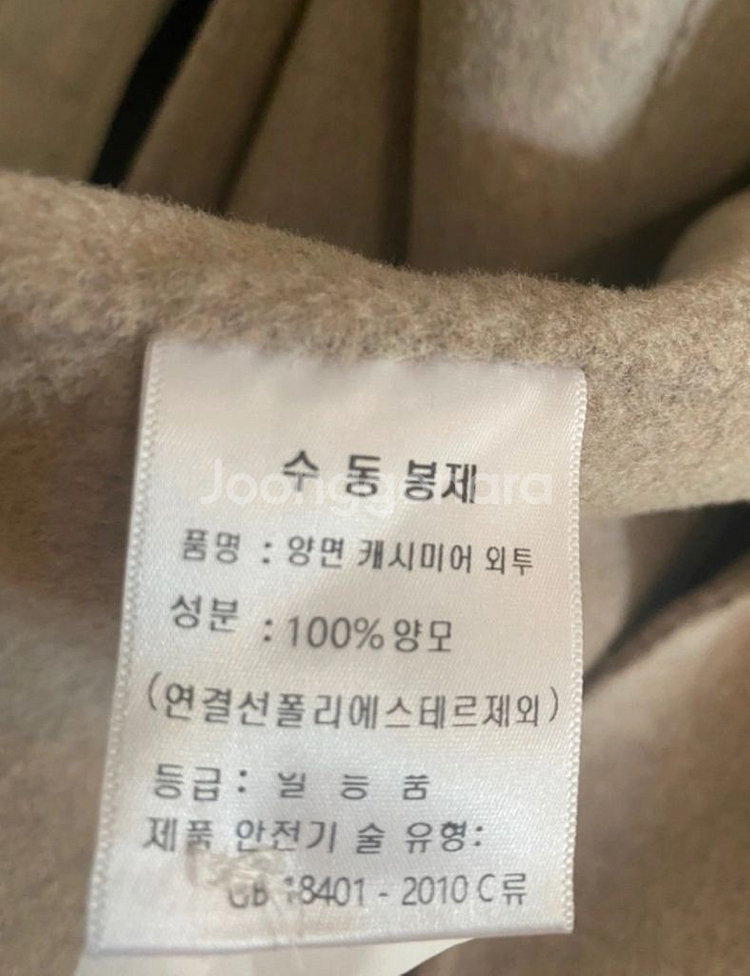 수 동 봉제
Joonggonara
품명 : 양면 캐시미어 외투
성분 : 100% 양모
(연결선폴리에스테르제외)
등급 : 일 등 품
제품 안전기 술 유형:
GB 18401 - 2010 C류